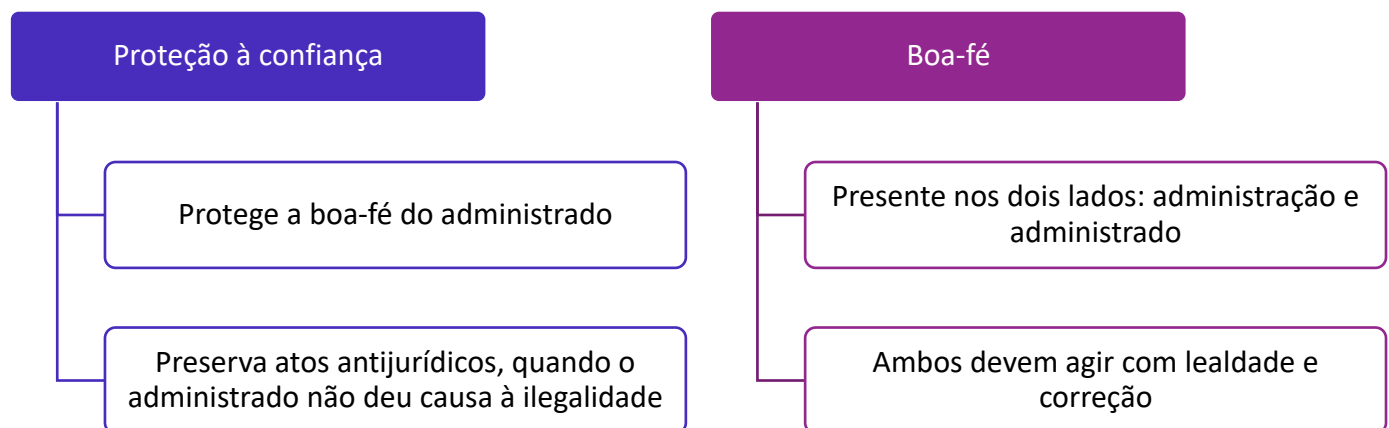 Proteção à confiança
Protege a boa-fé do administrado
Preserva atos antijurídicos, quando o
administrado não deu causa à ilegalidade
Boa-fé
Presente nos dois lados: administração e
administrado
Ambos devem agir com lealdade e
correção